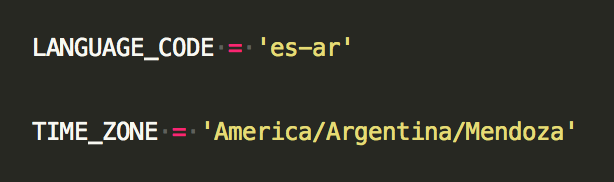 LANGUAGE_CODE = 'es-ar'
TIME_ZONE = 'America/Argentina/Mendoza'